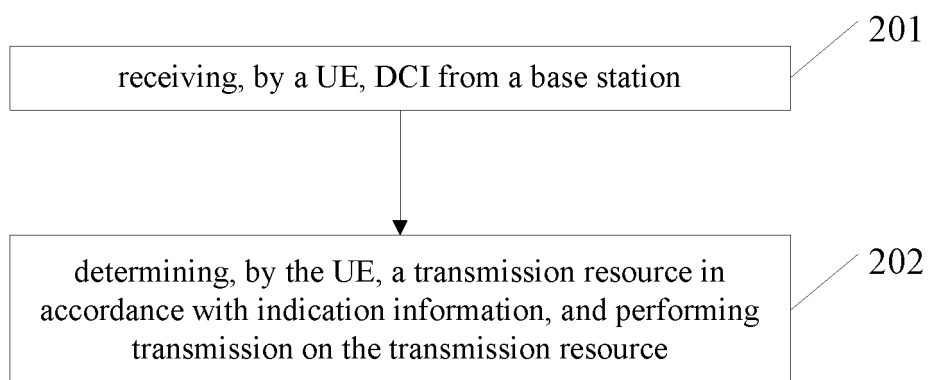 201
receiving, by a UE, DCI from a base station
202
determining, by the UE, a transmission resource in
accordance with indication information, and performing
transmission on the transmission resource